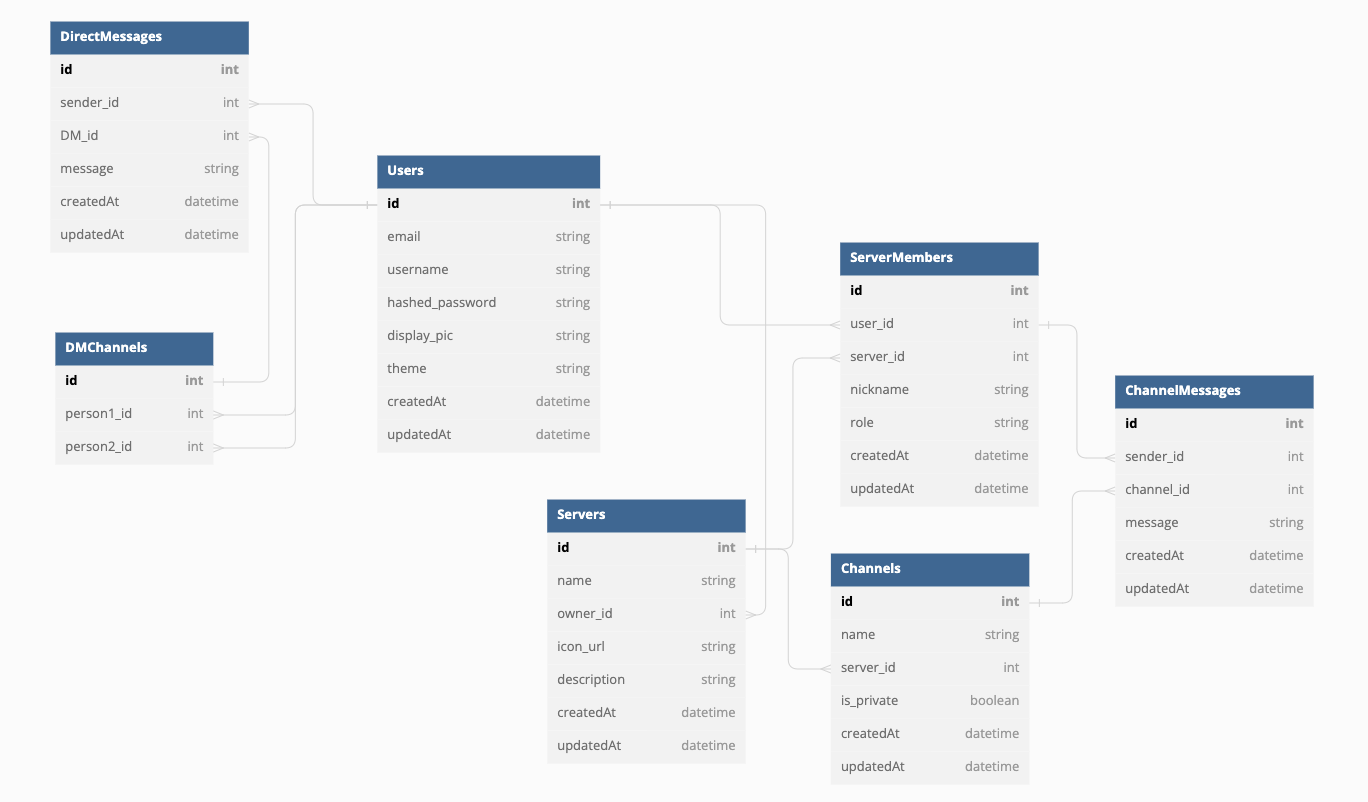 DirectMessages
id int
sender_id int
DM_id int
message string
createdAt datetime
updatedAt datetime
Users
id int
email string
username string
hashed_password string
display_pic string
theme string
createdAt datetime
updatedAt datetime
DMChannels
id int
person1_id int
person2_id int
ServerMembers
id int
user_id int
server_id int
nickname string
role string
createdAt datetime
updatedAt datetime
ChannelMessages
id int
sender_id int
channel_id int
message string
createdAt datetime
updatedAt datetime
Servers
id int
name string
owner_id int
icon_url string
description string
createdAt datetime
updatedAt datetime
Channels
id int
name string
server_id int
is_private boolean
createdAt datetime
updatedAt datetime